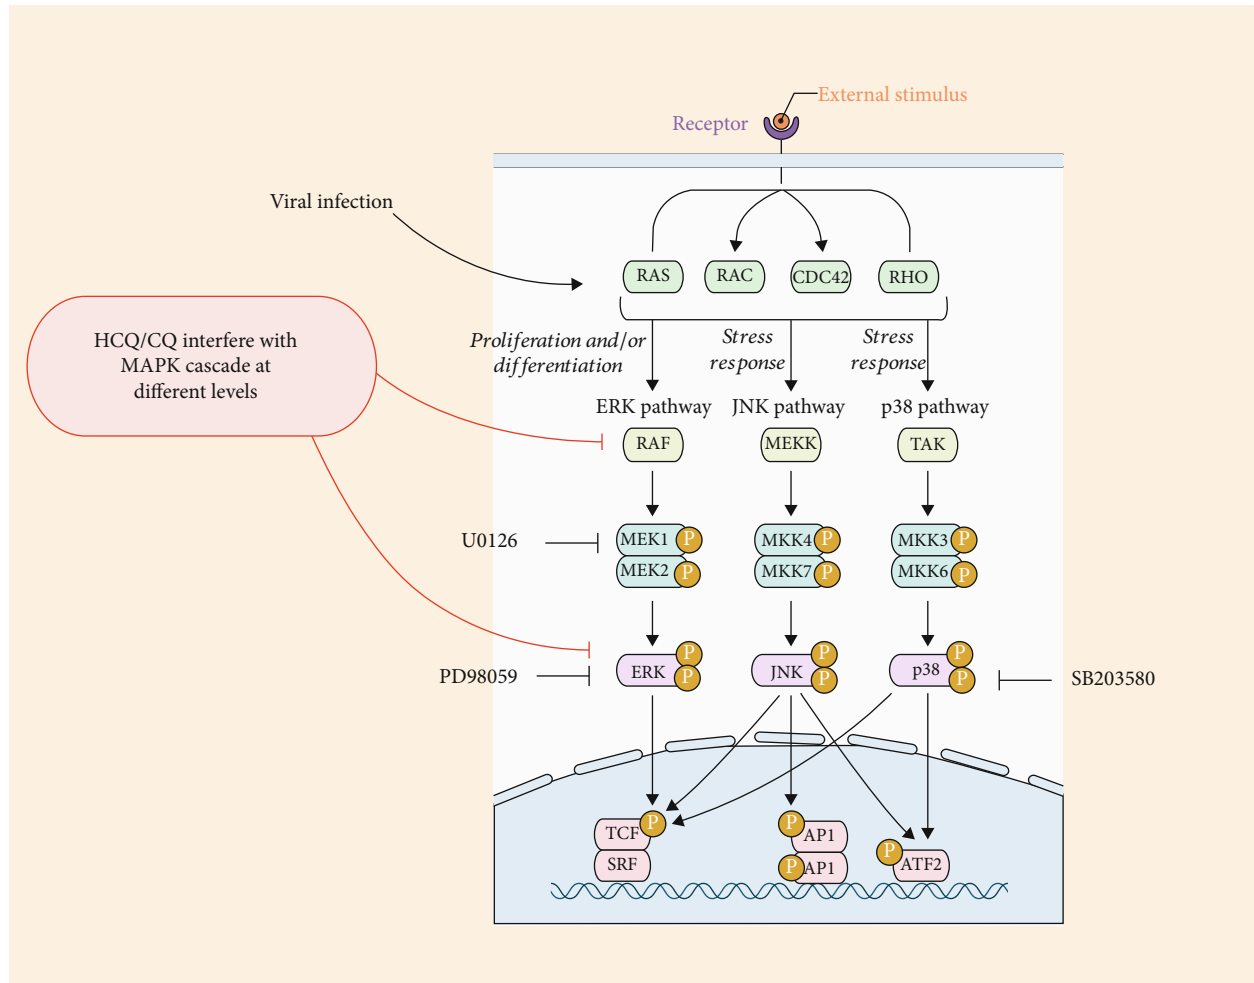 External stimulus
Receptor
Viral infection
RAS
RAC
CDC42
RHO
HCQ/CQ interfere with
MAPK cascade at
different levels
Proliferation and/or
differentiation
Stress
response
Stress
response
ERK pathway
JNK pathway
p38 pathway
RAF
MEKK
TAK
U0126
MEK1
P
MEK2
P
MKK4
P
MKK7
P
MKK3
P
MKK6
P
PD98059
ERK
P
P
JNK
P
P
p38
P
P
SB203580
TCF
P
SRF
P
AP1
P
AP1
P
ATF2